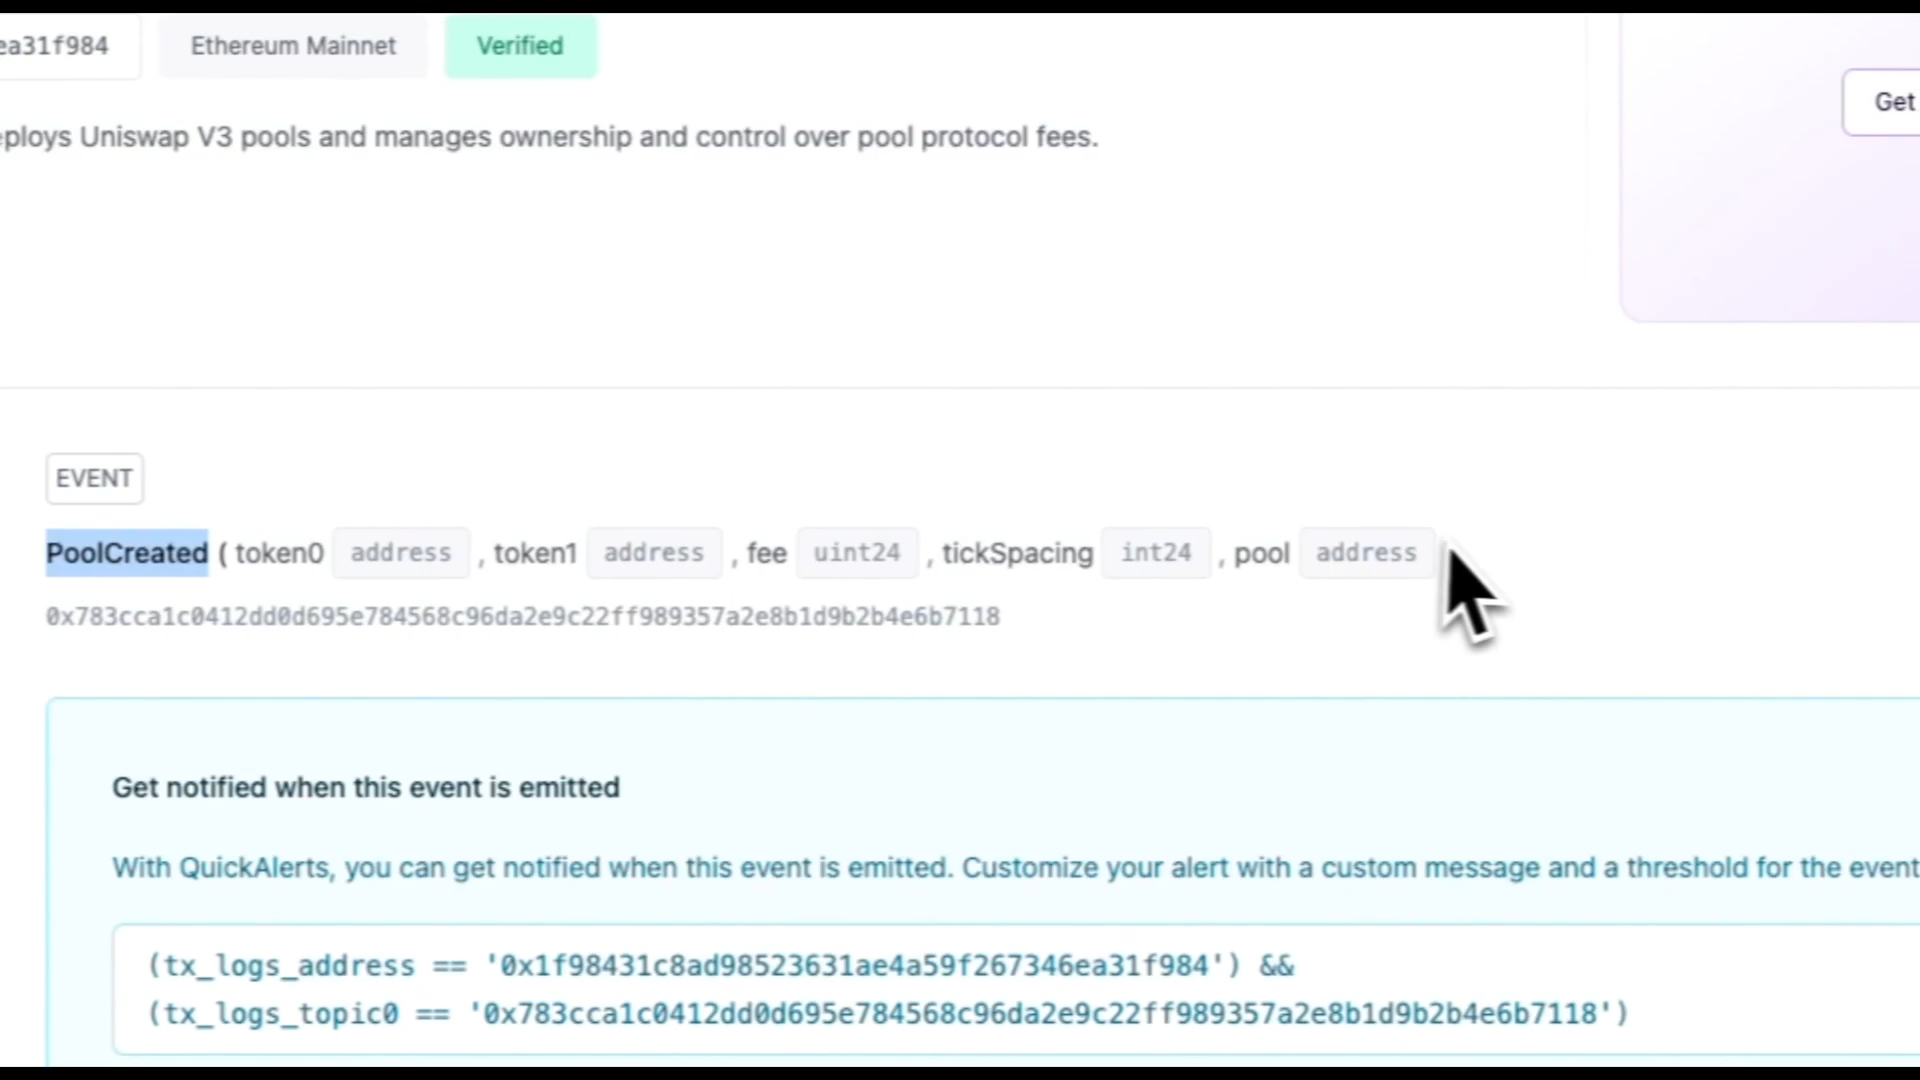 ea31f984 Ethereum Mainnet Verified
Get
eploys Uniswap V3 pools and manages ownership and control over pool protocol fees.
EVENT
PoolCreated ( token0 address , token1 address , fee uint24 , tickSpacing int24 , pool address
0x783cca1c0412dd0d695e784568c96da2e9c22ff989357a2e8b1d9b2b4e6b7118
Get notified when this event is emitted
With QuickAlerts, you can get notified when this event is emitted. Customize your alert with a custom message and a threshold for the event
(tx_logs_address == '0x1f98431c8ad98523631ae4a59f267346ea31f984') &&
(tx_logs_topic0 == '0x783cca1c0412dd0d695e784568c96da2e9c22ff989357a2e8b1d9b2b4e6b7118')